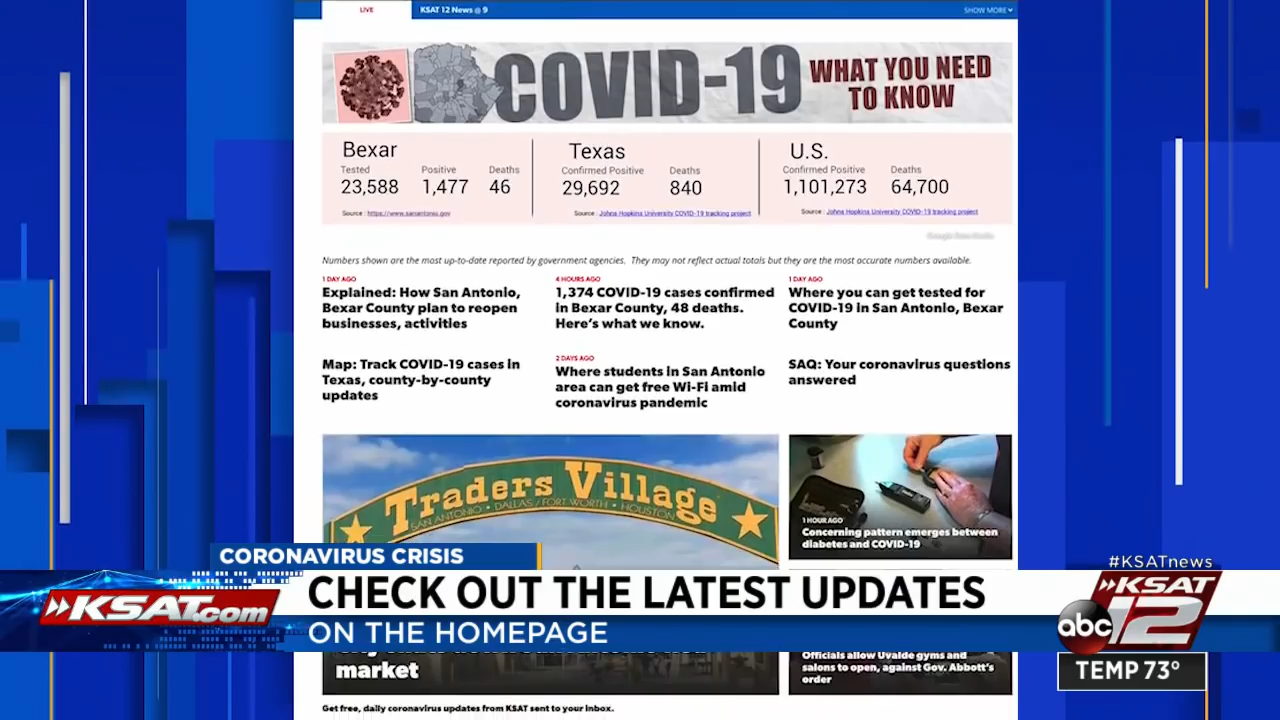 LIVE
KSAT 12 News @ 9
SHOW MORE
COVID-19
WHAT YOU NEED
TO KNOW
Bexar
Tested Positive Deaths
23,588 1,477 46
Source : https://www.sanantonio.gov
Texas
Confirmed Positive Deaths
29,692 840
Source : Johns Hopkins University COVID-19 tracking project
U.S.
Confirmed Positive Deaths
1,101,273 64,700
Source : Johns Hopkins University COVID-19 tracking project
Numbers shown are the most up-to-date reported by government agencies. They may not reflect actual totals but they are the most accurate numbers available.
1 DAY AGO
Explained: How San Antonio,
Bexar County plan to reopen
businesses, activities
4 HOURS AGO
1,374 COVID-19 cases confirmed
in Bexar County, 48 deaths.
Here's what we know.
1 DAY AGO
Where you can get tested for
COVID-19 in San Antonio, Bexar
County
Map: Track COVID-19 cases in
Texas, county-by-county
updates
2 DAYS AGO
Where students in San Antonio
area can get free Wi-Fi amid
coronavirus pandemic
SAQ: Your coronavirus questions
answered
Traders Village
SAN ANTONIO • DALLAS / FORT WORTH • HOUSTON
1 HOUR AGO
Concerning pattern emerges between
diabetes and COVID-19
CORONAVIRUS CRISIS
#KSATnews
KSAT.com
CHECK OUT THE LATEST UPDATES
ON THE HOMEPAGE
KSAT
abc 12
market
Officials allow Uvalde gyms and
salons to open, against Gov. Abbott's
order
TEMP 73°
Get free, daily coronavirus updates from KSAT sent to your inbox.